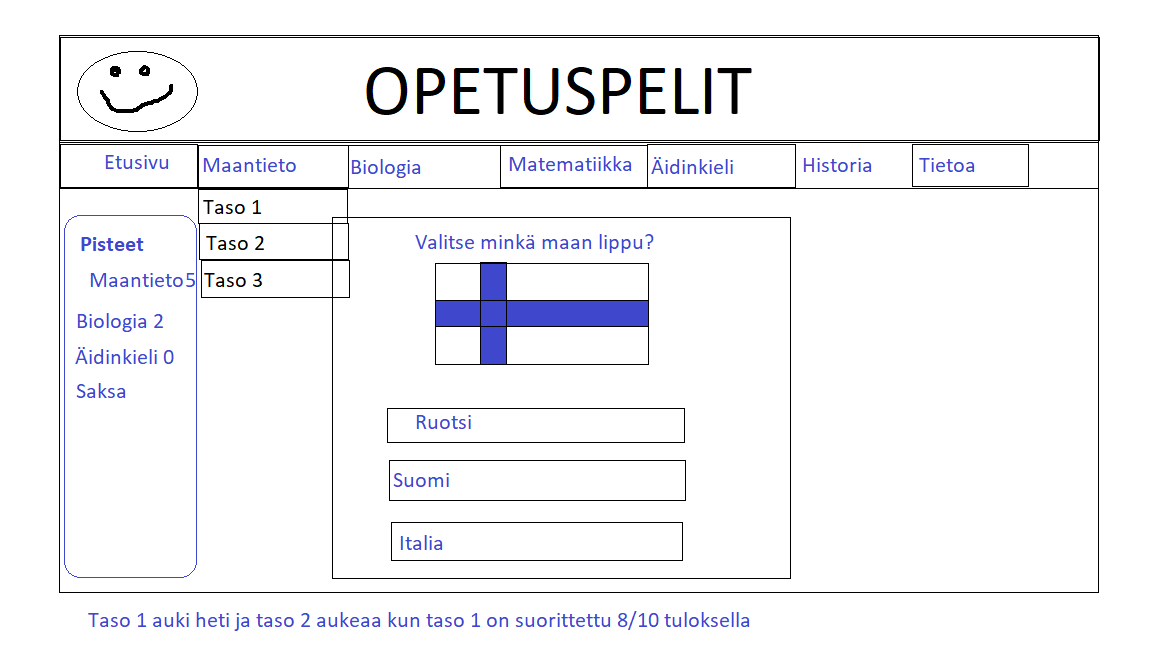 OPETUSPELIT
Etusivu Maantieto Biologia Matematiikka Äidinkieli Historia Tietoa
Taso 1
Taso 2
Taso 3
Pisteet
Maantieto5
Biologia 2
Äidinkieli 0
Saksa
Valitse minkä maan lippu?
Ruotsi
Suomi
Italia
Taso 1 auki heti ja taso 2 aukeaa kun taso 1 on suorittettu 8/10 tuloksella